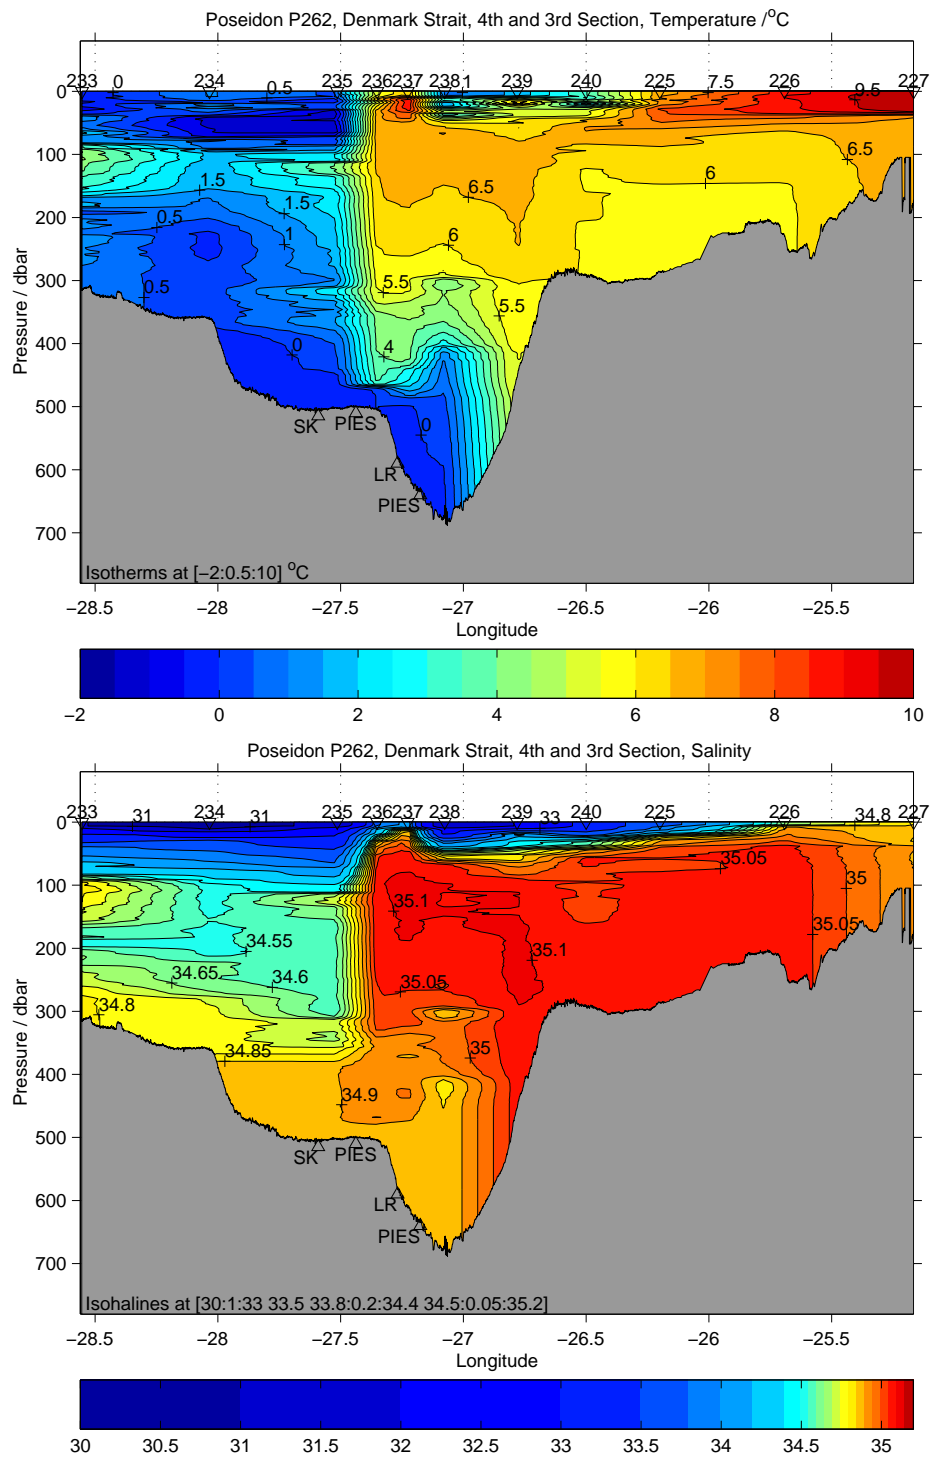 Poseidon P262, Denmark Strait, 4th and 3rd Section, Temperature /°C
233 0 234 0.5 235 236 237 238 1 239 240 225 7.5 226 227
0
9.5
100
6.5
1.5
6.5
6
200
1.5
0.5
1
6
300
0.5
5.5
5.5
400
0
4
500
0
SK PIES
600
LR
PIES
700
Pressure / dbar
Isotherms at [−2:0.5:10] °C
−28.5 −28 −27.5 −27 −26.5 −26 −25.5
Longitude
−2 0 2 4 6 8 10
Poseidon P262, Denmark Strait, 4th and 3rd Section, Salinity
233 31 234 31 235 236 237 238 239 33 240 225 226 34.8 227
0
35.05
100
35
35.1
35.05
200
34.55
35.1
34.65 34.6 35.05
300
34.8
34.85
35
400
34.9
500
SK PIES
600
LR
PIES
700
Pressure / dbar
Isohalines at [30:1:33 33.5 33.8:0.2:34.4 34.5:0.05:35.2]
−28.5 −28 −27.5 −27 −26.5 −26 −25.5
Longitude
30 30.5 31 31.5 32 32.5 33 33.5 34 34.5 35